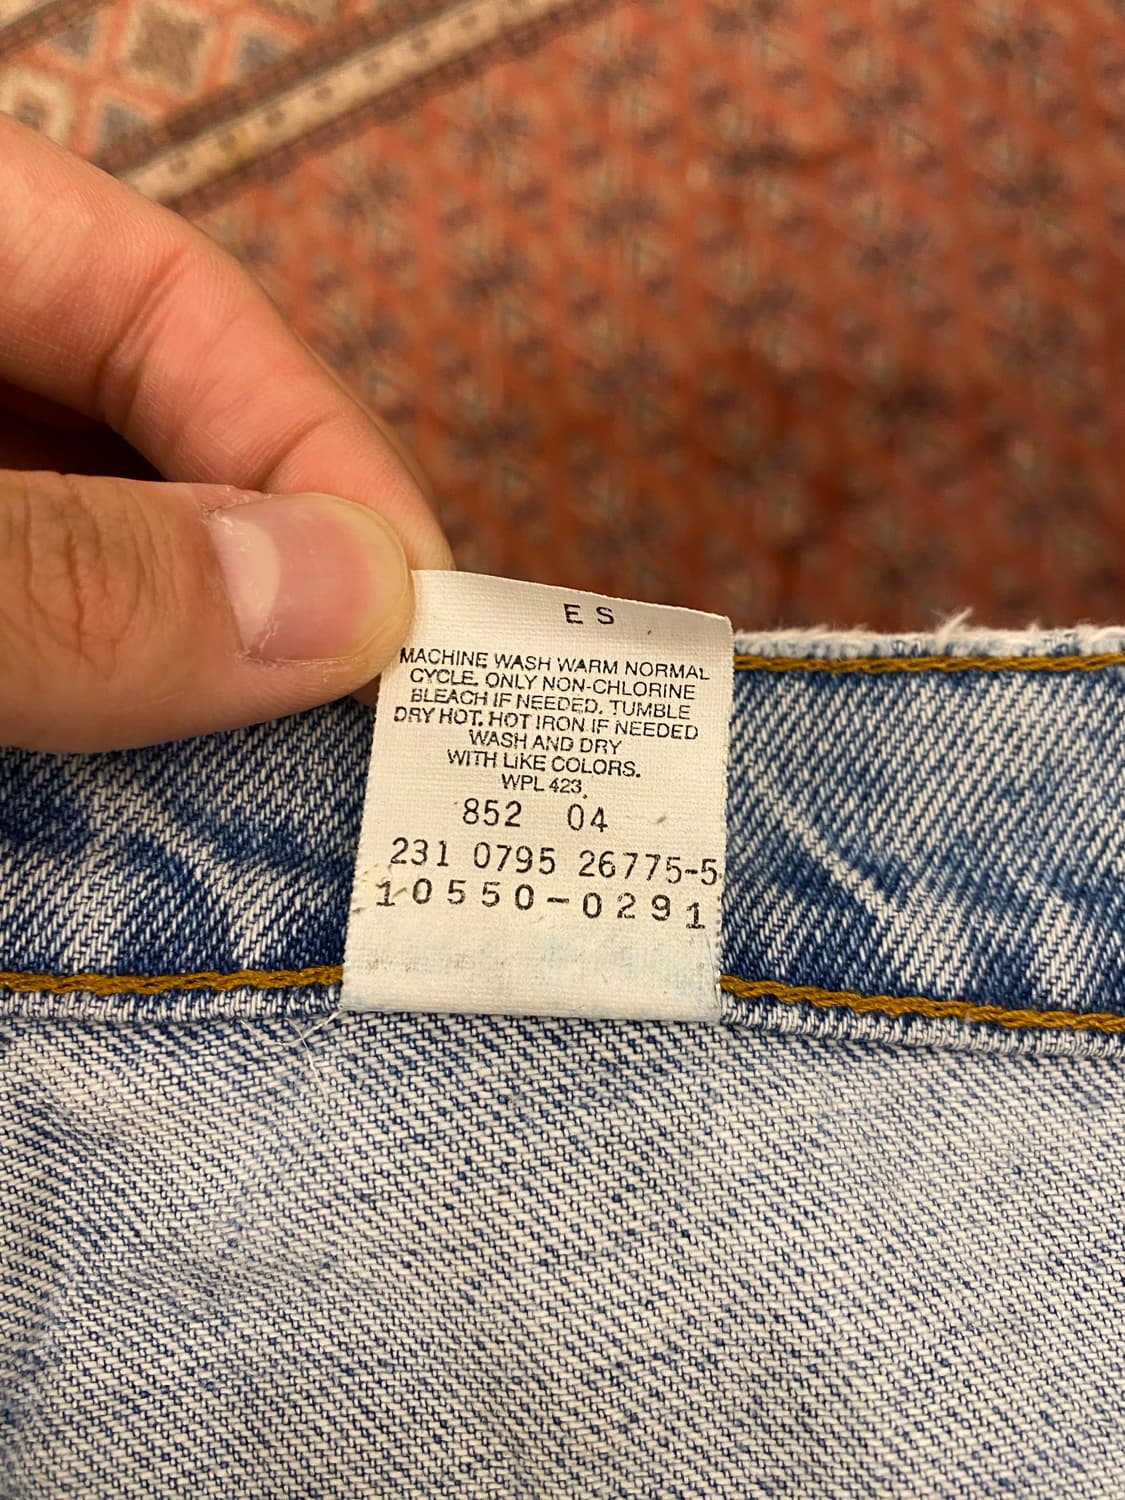 E S
MACHINE WASH WARM NORMAL
CYCLE. ONLY NON-CHLORINE
BLEACH IF NEEDED. TUMBLE
DRY HOT. HOT IRON IF NEEDED
WASH AND DRY
WITH LIKE COLORS.
WPL 423.
852 04
231 0795 26775-5
10550-0291